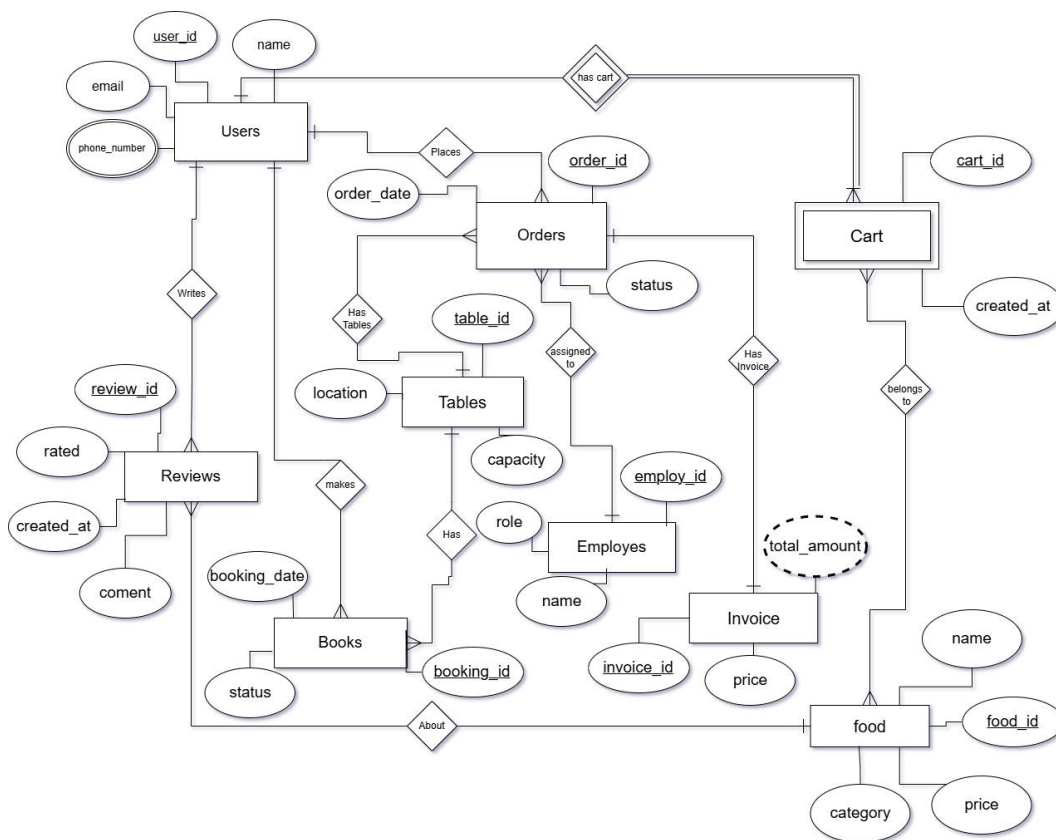 user_id
name
email
Users
phone_number
has cart
Places
order_id
cart_id
order_date
Orders
Cart
status
created_at
Writes
Has
Tables
table_id
assigned
to
Has
Invoice
location
Tables
belongs
to
review_id
capacity
rated
Reviews
employ_id
makes
created_at
role
Has
Employes
total_amount
coment
booking_date
name
Books
Invoice
name
status
booking_id
invoice_id
price
About
food
food_id
category
price